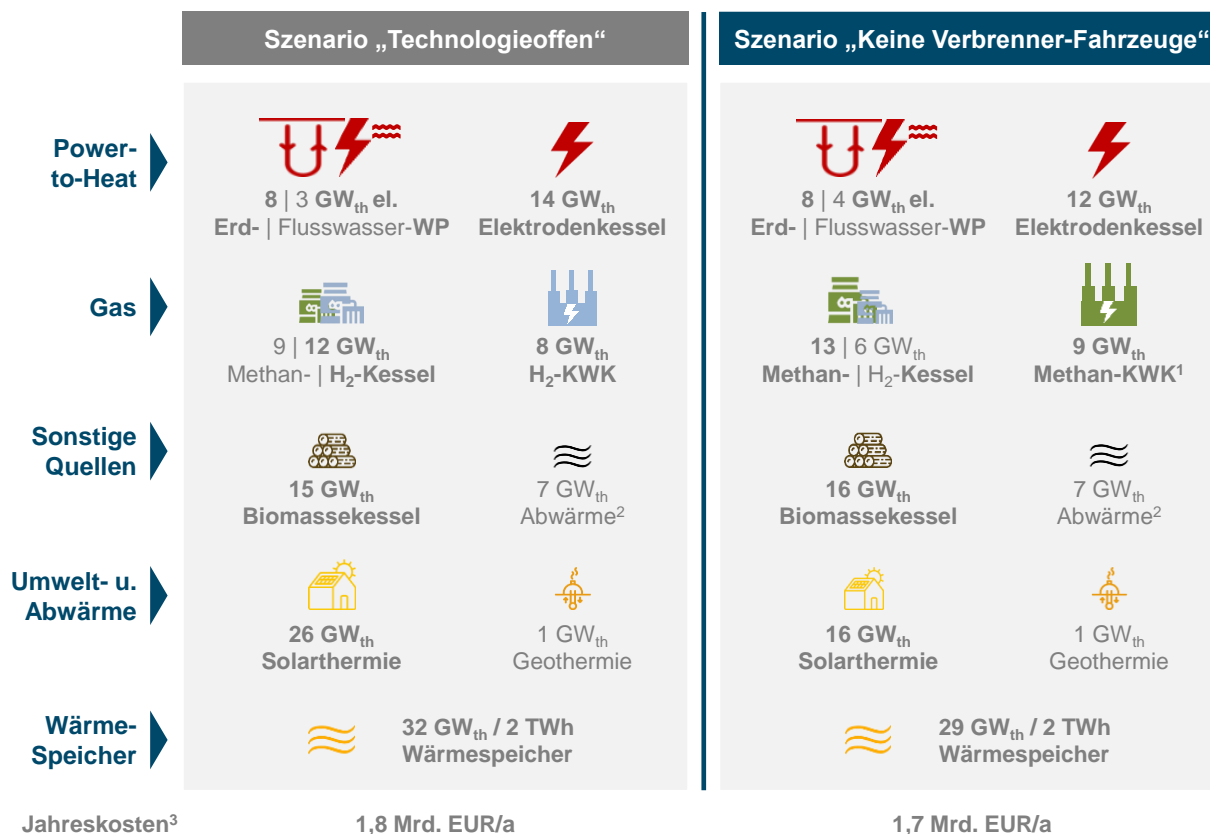 Szenario „Technologieoffen“
Szenario „Keine Verbrenner-Fahrzeuge“
Power-
to-Heat
8 | 3 GWth el.
Erd- | Flusswasser-WP
14 GWth
Elektrodenkessel
8 | 4 GWth el.
Erd- | Flusswasser-WP
12 GWth
Elektrodenkessel
Gas
9 | 12 GWth
Methan- | H2-Kessel
8 GWth
H2-KWK
13 | 6 GWth
Methan- | H2-Kessel
9 GWth
Methan-KWK¹
Sonstige
Quellen
15 GWth
Biomassekessel
7 GWth
Abwärme²
16 GWth
Biomassekessel
7 GWth
Abwärme²
Umwelt- u.
Abwärme
26 GWth
Solarthermie
1 GWth
Geothermie
16 GWth
Solarthermie
1 GWth
Geothermie
Wärme-
Speicher
32 GWth / 2 TWh
Wärmespeicher
29 GWth / 2 TWh
Wärmespeicher
Jahreskosten³
1,8 Mrd. EUR/a
1,7 Mrd. EUR/a